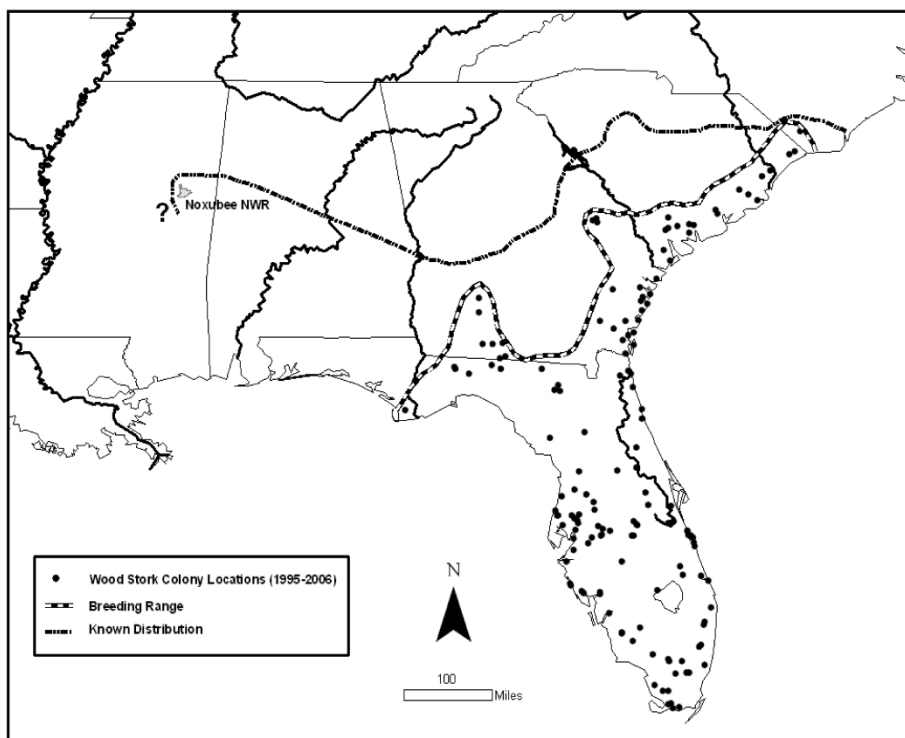 Noxubee NWR
?
Wood Stork Colony Locations (1995-2006)
Breeding Range
Known Distribution
N
100
Miles